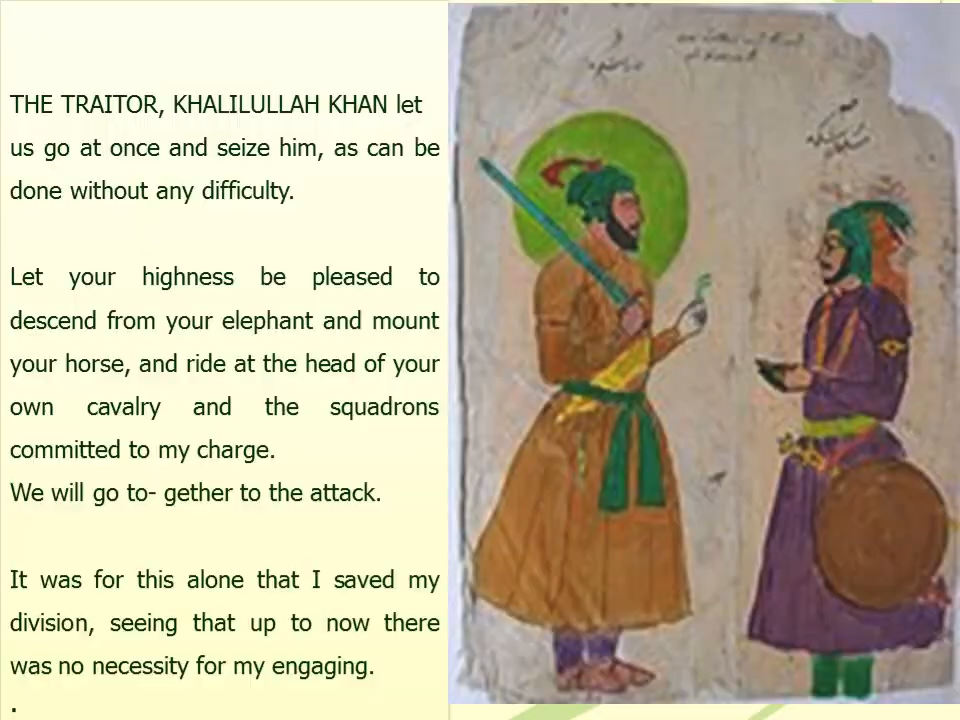 THE TRAITOR, KHALILULLAH KHAN let
us go at once and seize him, as can be
done without any difficulty.
Let your highness be pleased to
descend from your elephant and mount
your horse, and ride at the head of your
own cavalry and the squadrons
committed to my charge.
We will go to- gether to the attack.
It was for this alone that I saved my
division, seeing that up to now there
was no necessity for my engaging.
.